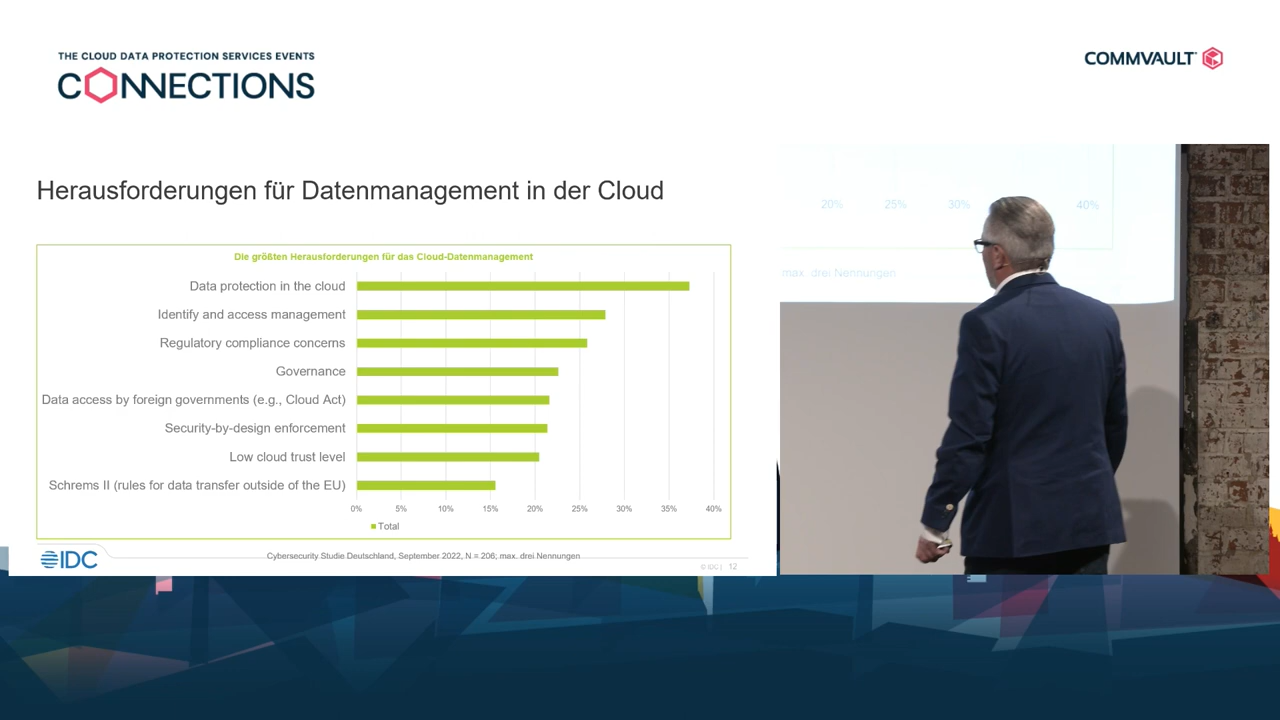 THE CLOUD DATA PROTECTION SERVICES EVENTS
CONNECTIONS
COMMVAULT
Herausforderungen für Datenmanagement in der Cloud
Die größten Herausforderungen für das Cloud-Datenmanagement
Data protection in the cloud
Identify and access management
Regulatory compliance concerns
Governance
Data access by foreign governments (e.g., Cloud Act)
Security-by-design enforcement
Low cloud trust level
Schrems II (rules for data transfer outside of the EU)
0% 5% 10% 15% 20% 25% 30% 35% 40%
Total
IDC
Cybersecurity Studie Deutschland, September 2022, N = 206; max. drei Nennungen
© IDC | 12
20% 25% 30% 40%
max. drei Nennungen